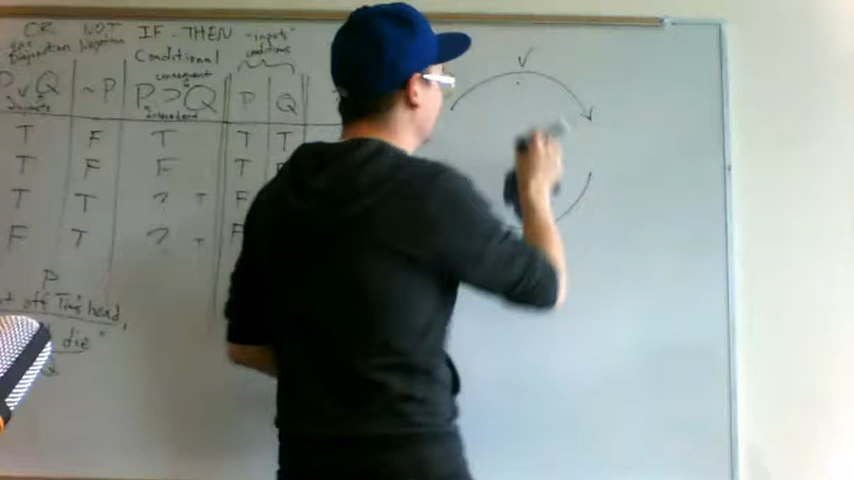 OR NOT IF-THEN "inputs"
Disjunction Negation Conditional conditions
consequent
P v Q ~P P ⊃ Q P Q
disjuncts antecedent
T F T T T
T F F T F
T T ? T F
F T ? T F
P
off Tim's head,
die"